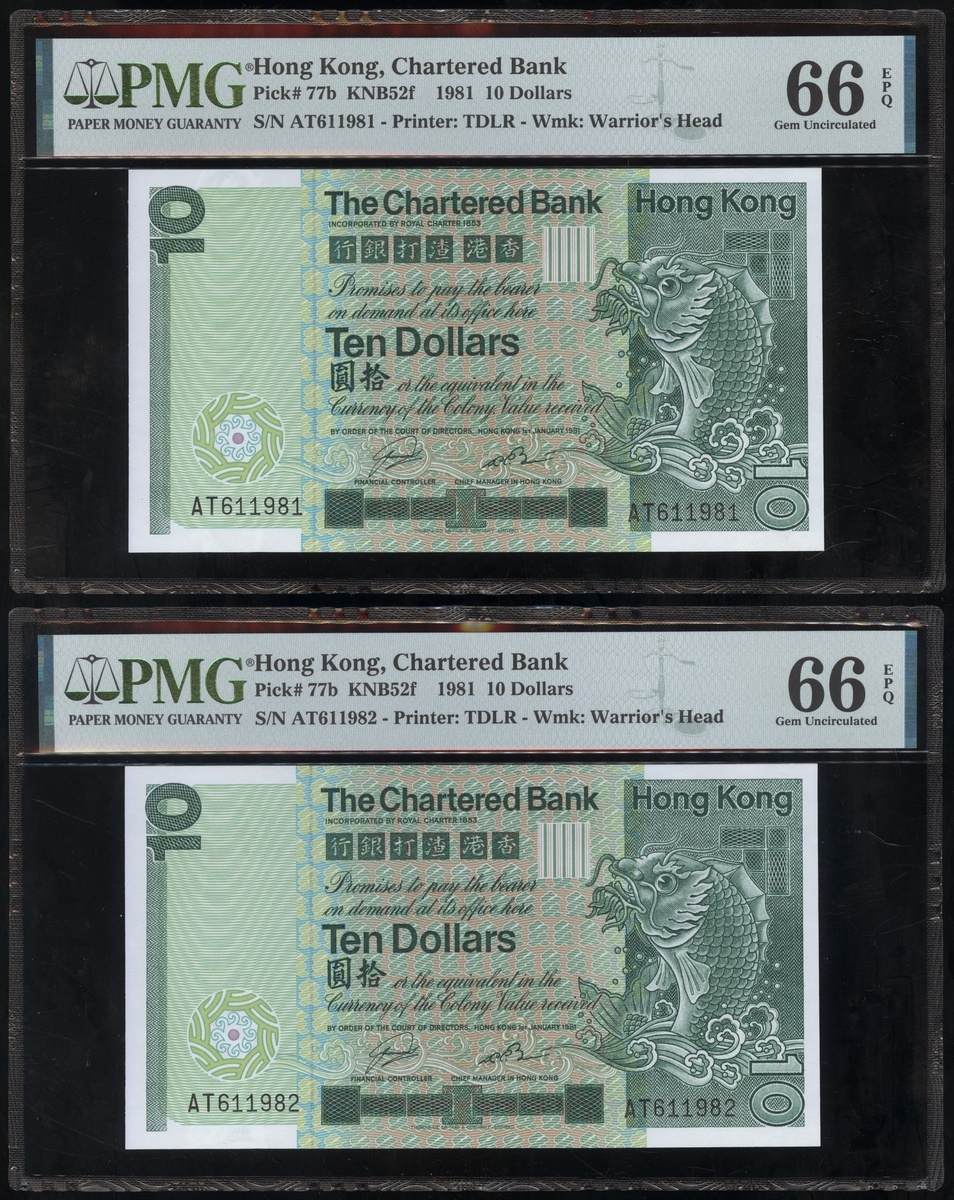 PMG®
PAPER MONEY GUARANTY
Hong Kong, Chartered Bank
Pick# 77b KNB52f 1981 10 Dollars
S/N AT611981 - Printer: TDLR - Wmk: Warrior's Head
66 EPQ
Gem Uncirculated
10
The Chartered Bank
Hong Kong
INCORPORATED BY ROYAL CHARTER 1853
行銀打渣港香
Promises to pay the bearer
on demand at its office here
Ten Dollars
圓拾 or the equivalent in the
Currency of the Colony, Value received
BY ORDER OF THE COURT OF DIRECTORS, HONG KONG 1ST JANUARY 1981
FINANCIAL CONTROLLER CHIEF MANAGER IN HONG KONG
AT611981
AT611981
10
PMG®
PAPER MONEY GUARANTY
Hong Kong, Chartered Bank
Pick# 77b KNB52f 1981 10 Dollars
S/N AT611982 - Printer: TDLR - Wmk: Warrior's Head
66 EPQ
Gem Uncirculated
10
The Chartered Bank
Hong Kong
INCORPORATED BY ROYAL CHARTER 1853
行銀打渣港香
Promises to pay the bearer
on demand at its office here
Ten Dollars
圓拾 or the equivalent in the
Currency of the Colony, Value received
BY ORDER OF THE COURT OF DIRECTORS, HONG KONG 1ST JANUARY 1981
FINANCIAL CONTROLLER CHIEF MANAGER IN HONG KONG
AT611982
AT611982
10